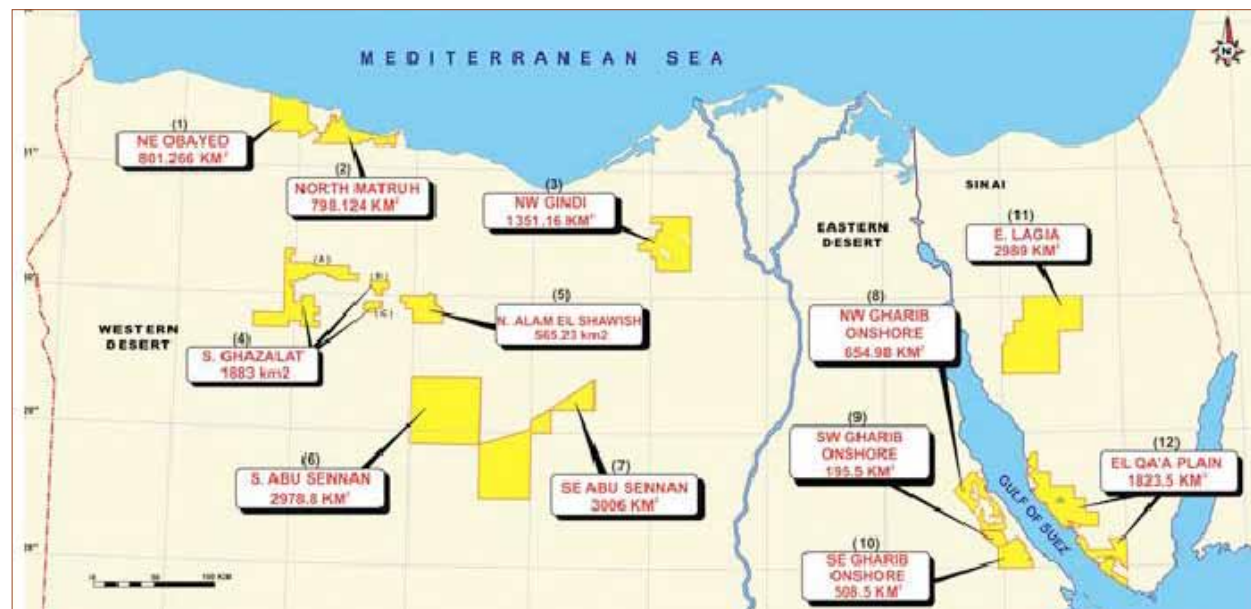 MEDITERRANEAN SEA
N
(1)
NE OBAYED
801.266 KM²
(2)
NORTH MATRUH
798.124 KM²
(3)
NW GINDI
1351.16 KM²
SINAI
EASTERN
DESERT
(11)
E. LAGIA
2989 KM²
(A)
(B)
(C)
WESTERN
DESERT
S. GHAZALAT
1883 km2
(5)
N. ALAM EL SHAWISH
565.23 km2
(4)
(8)
NW GHARIB
ONSHORE
654.98 KM²
(6)
S. ABU SENNAN
2978.8 KM²
(7)
SE ABU SENNAN
3006 KM²
(9)
SW GHARIB
ONSHORE
195.5 KM²
(10)
SE GHARIB
ONSHORE
508.5 KM²
GULF OF SUEZ
(12)
EL QA'A PLAIN
1823.5 KM²
100 KM